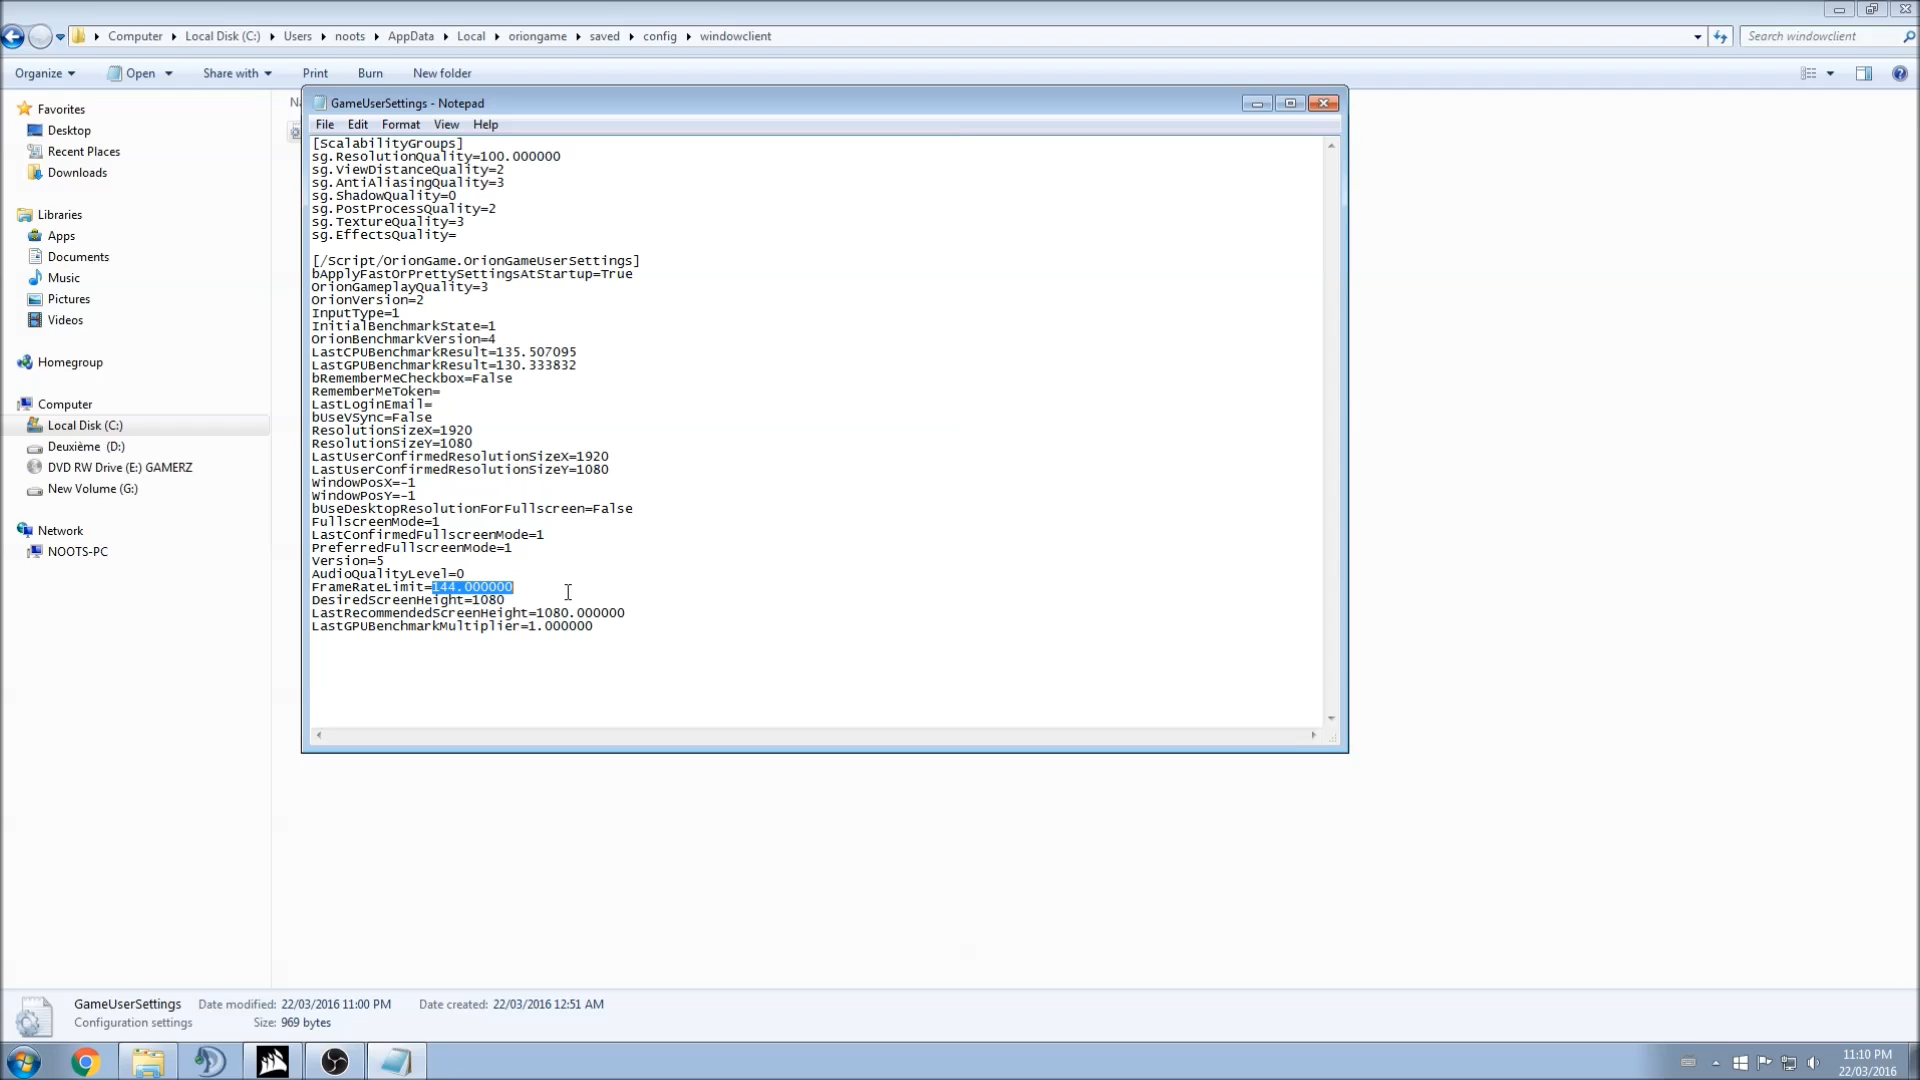 Computer Local Disk (C:) Users noots AppData Local oriongame saved config windowclient
Search windowclient
Organize Open Share with Print Burn New folder
Favorites
Desktop
Recent Places
Downloads
Libraries
Apps
Documents
Music
Pictures
Videos
Homegroup
Computer
Local Disk (C:)
Deuxième (D:)
DVD RW Drive (E:) GAMERZ
New Volume (G:)
Network
NOOTS-PC
GameUserSettings - Notepad
File Edit Format View Help
[ScalabilityGroups]
sg.ResolutionQuality=100.000000
sg.ViewDistanceQuality=2
sg.AntiAliasingQuality=3
sg.ShadowQuality=0
sg.PostProcessQuality=2
sg.TextureQuality=3
sg.EffectsQuality=
[/Script/OrionGame.OrionGameUserSettings]
bApplyFastOrPrettySettingsAtStartup=True
OrionGameplayQuality=3
OrionVersion=2
InputType=1
InitialBenchmarkState=1
OrionBenchmarkVersion=4
LastCPUBenchmarkResult=135.507095
LastGPUBenchmarkResult=130.333832
bRememberMeCheckbox=False
RememberMeToken=
LastLoginEmail=
bUseVSync=False
ResolutionSizeX=1920
ResolutionSizeY=1080
LastUserConfirmedResolutionSizeX=1920
LastUserConfirmedResolutionSizeY=1080
WindowPosX=-1
WindowPosY=-1
bUseDesktopResolutionForFullscreen=False
FullscreenMode=1
LastConfirmedFullscreenMode=1
PreferredFullscreenMode=1
Version=5
AudioQualityLevel=0
FrameRateLimit=144.000000
DesiredScreenHeight=1080
LastRecommendedScreenHeight=1080.000000
LastGPUBenchmarkMultiplier=1.000000
GameUserSettings Date modified: 22/03/2016 11:00 PM Date created: 22/03/2016 12:51 AM
Configuration settings Size: 969 bytes
11:10 PM
22/03/2016